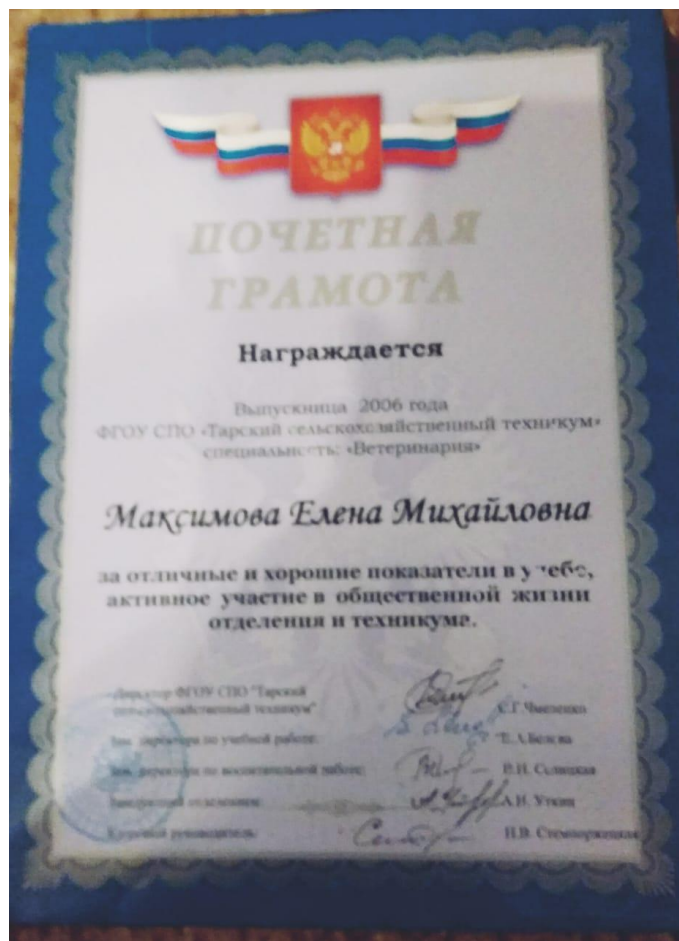 ПОЧЕТНАЯ
ГРАМОТА
Награждается
Выпускница 2006 года
ФГОУ СПО «Тарский сельскохозяйственный техникум»
специальность: «Ветеринария»
Максимова Елена Михайловна
за отличные и хорошие показатели в учебе,
активное участие в общественной жизни
отделения и техникума.
Директор ФГОУ СПО "Тарский
сельскохозяйственный техникум"
Зам. директора по учебной работе:
Зам. директора по воспитательной работе:
Заведующий отделением: А.Н. Уткин
Классный руководитель: Н.В.